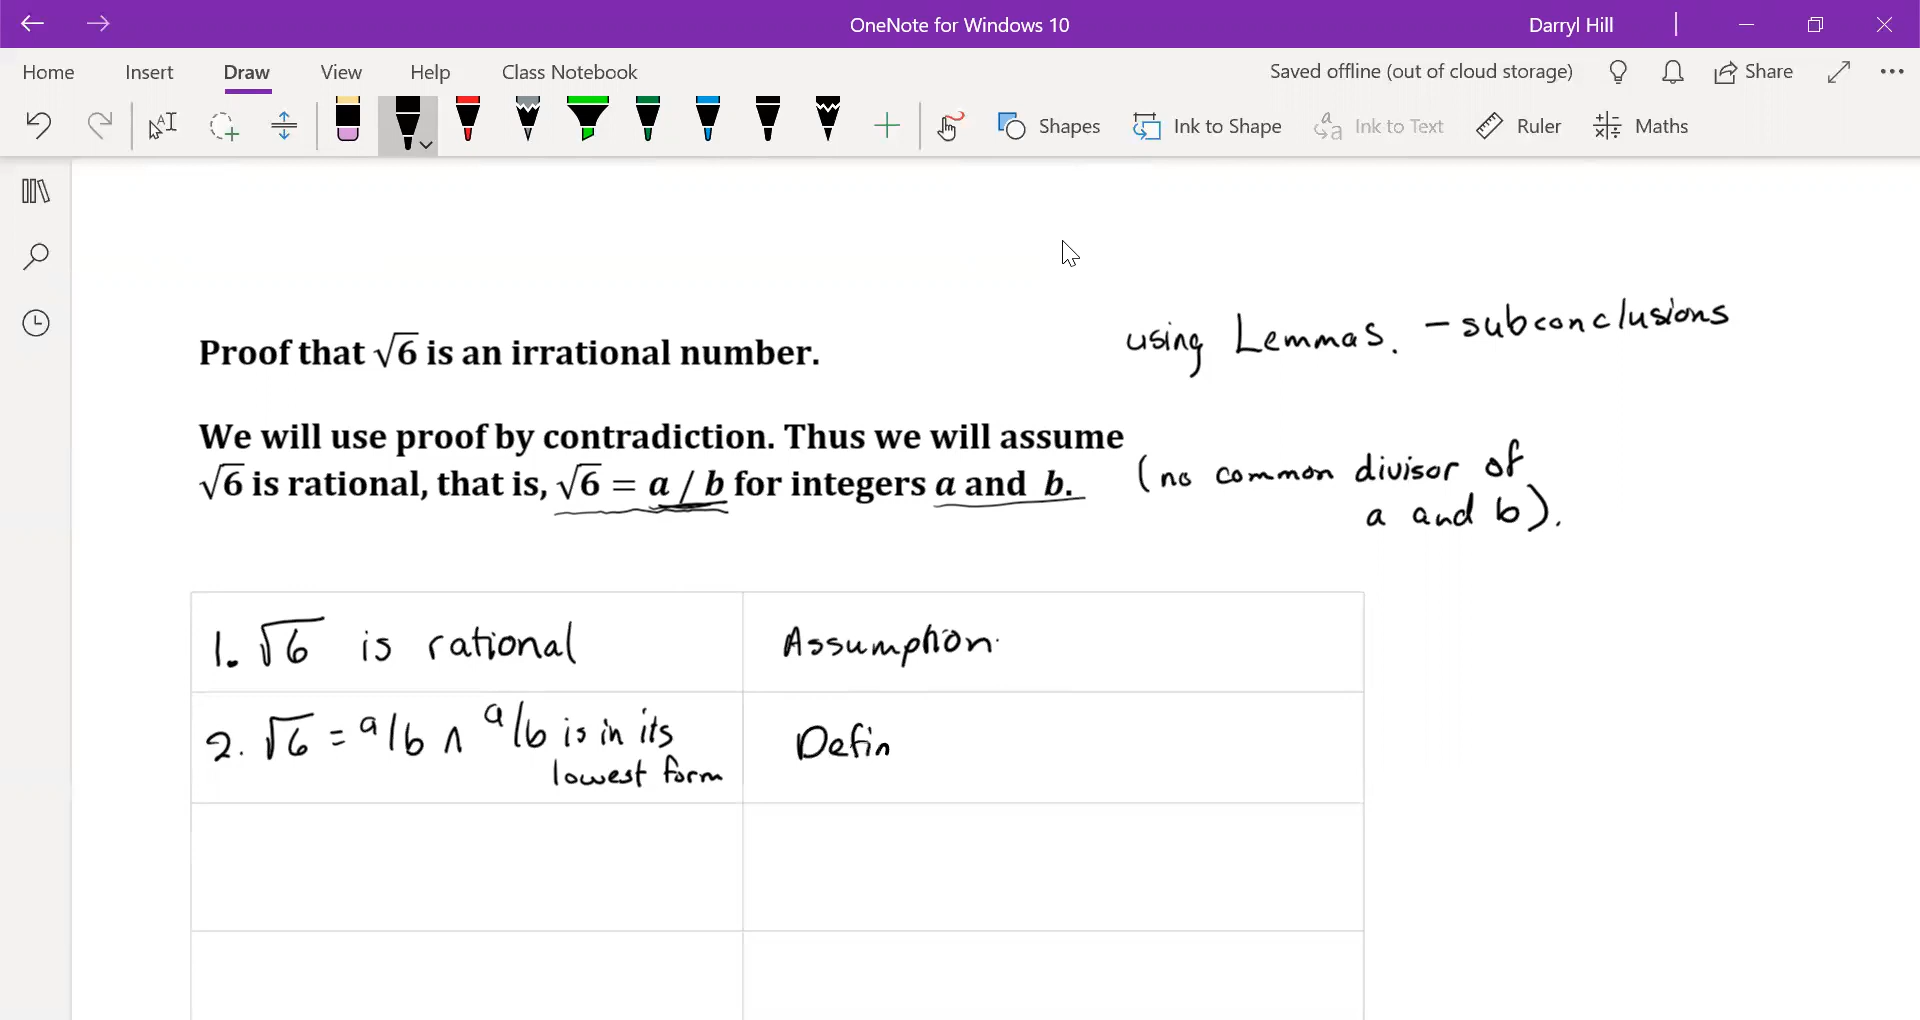 OneNote for Windows 10
Darryl Hill
Home Insert Draw View Help Class Notebook
Saved offline (out of cloud storage)
Share
Shapes Ink to Shape Ink to Text Ruler Maths
Proof that √6 is an irrational number.
using Lemmas. - subconclusions
We will use proof by contradiction. Thus we will assume
√6 is rational, that is, √6 = a / b for integers a and b.
(no common divisor of
a and b).
1. √6 is rational
Assumption.
2. √6 = a/b ∧ a/b is in its
lowest form
Defin